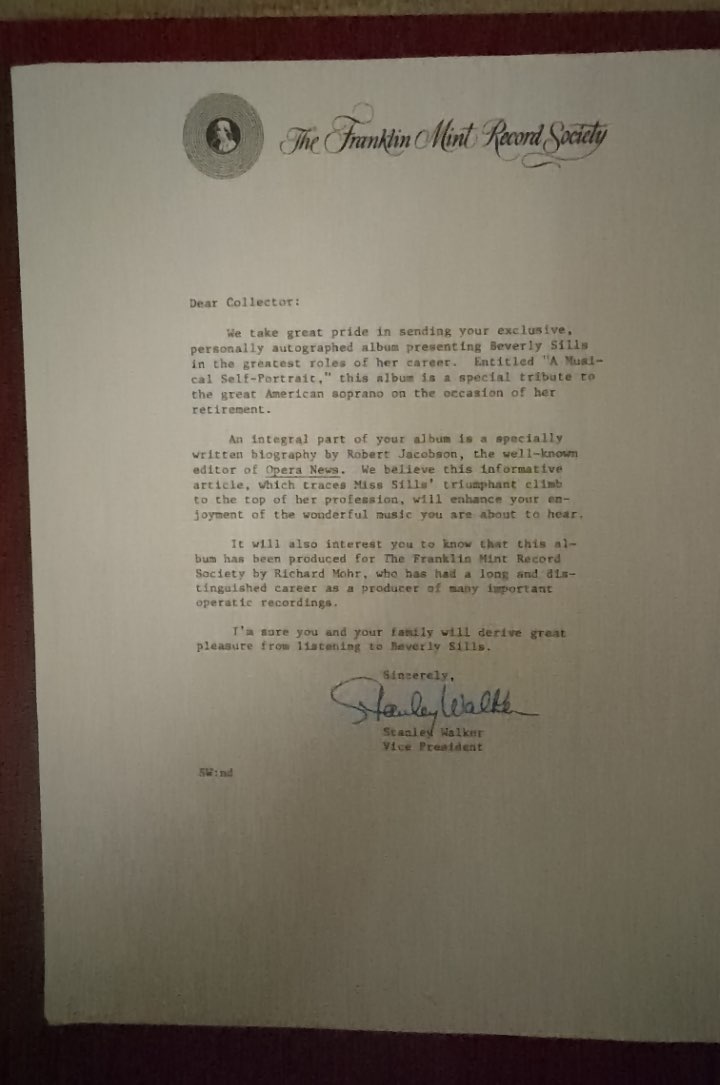 The Franklin Mint Record Society
Dear Collector:
We take great pride in sending your exclusive,
personally autographed album presenting Beverly Sills
in the greatest roles of her career. Entitled "A Musi-
cal Self-Portrait," this album is a special tribute to
the great American soprano on the occasion of her
retirement.
An integral part of your album is a specially
written biography by Robert Jacobson, the well-known
editor of Opera News. We believe this informative
article, which traces Miss Sills' triumphant climb
to the top of her profession, will enhance your en-
joyment of the wonderful music you are about to hear.
It will also interest you to know that this al-
bum has been produced for The Franklin Mint Record
Society by Richard Mohr, who has had a long and dis-
tinguished career as a producer of many important
operatic recordings.
I'm sure you and your family will derive great
pleasure from listening to Beverly Sills.
Sincerely,
Stanley Walker
Stanley Walker
Vice President
SW:nd